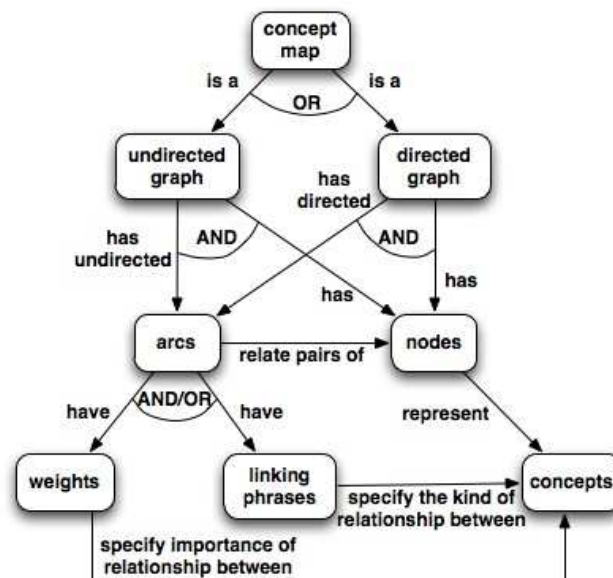 concept
map
is a
is a
OR
undirected
graph
directed
graph
has
directed
AND
AND
has
undirected
has
has
arcs
relate pairs of
nodes
have
AND/OR
have
represent
weights
linking
phrases
specify the kind of
relationship between
concepts
specify importance of
relationship between